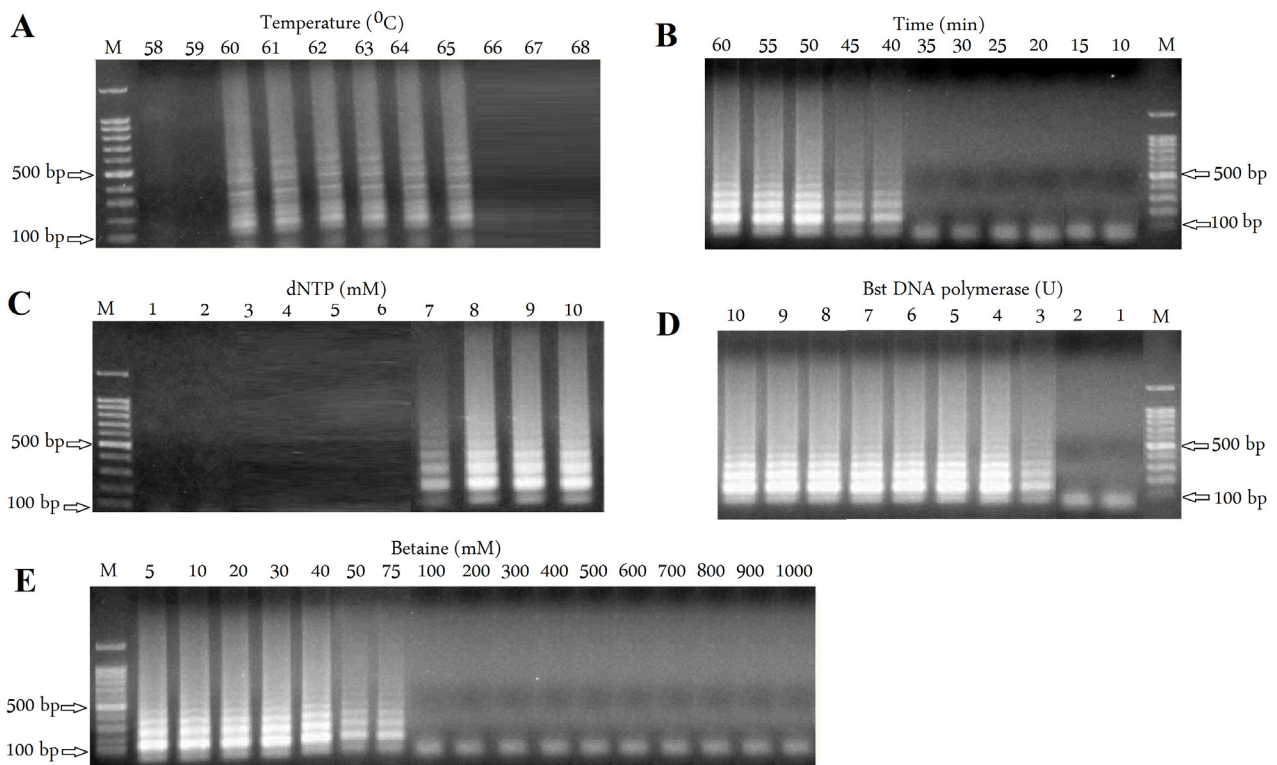 A
Temperature (⁰C)
M 58 59 60 61 62 63 64 65 66 67 68
500 bp
100 bp
B
Time (min)
60 55 50 45 40 35 30 25 20 15 10 M
500 bp
100 bp
C
dNTP (mM)
M 1 2 3 4 5 6 7 8 9 10
500 bp
100 bp
D
Bst DNA polymerase (U)
10 9 8 7 6 5 4 3 2 1 M
500 bp
100 bp
E
Betaine (mM)
M 5 10 20 30 40 50 75 100 200 300 400 500 600 700 800 900 1000
500 bp
100 bp